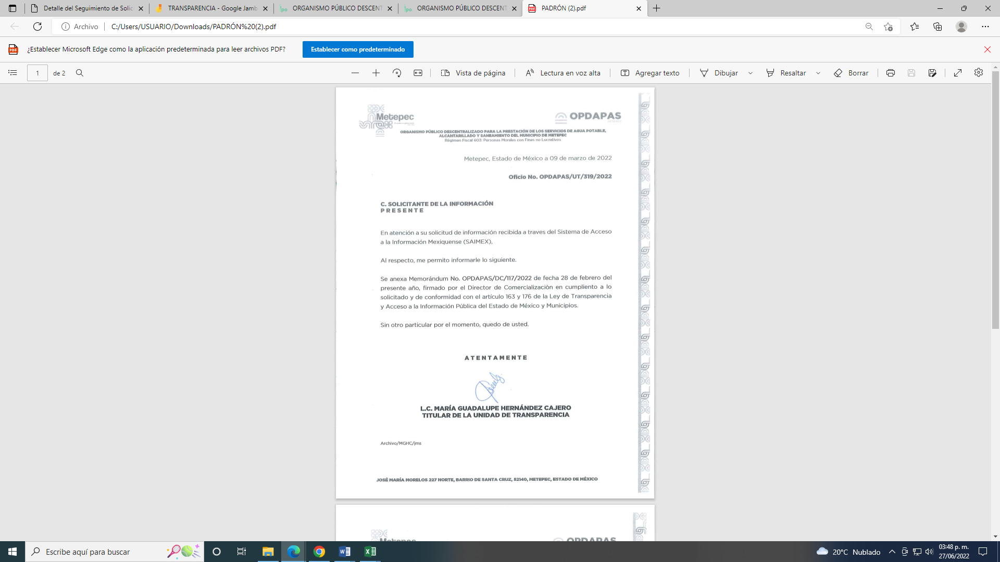 Detalle del Seguimiento de Solic
TRANSPARENCIA - Google Jamb
ORGANISMO PÚBLICO DESCENT
ORGANISMO PÚBLICO DESCENT
PADRÓN (2).pdf
Archivo
C:/Users/USUARIO/Downloads/PADRÓN%20(2).pdf
¿Establecer Microsoft Edge como la aplicación predeterminada para leer archivos PDF?
Establecer como predeterminado
1 de 2
Vista de página
Lectura en voz alta
Agregar texto
Dibujar
Resaltar
Borrar
Metepec
OPDAPAS
METEPEC
ORGANISMO PÚBLICO DESCENTRALIZADO PARA LA PRESTACIÓN DE LOS SERVICIOS DE AGUA POTABLE,
ALCANTARILLADO Y SANEAMIENTO DEL MUNICIPIO DE METEPEC
Régimen Fiscal 603: Personas Morales con Fines no Lucrativos
Metepec, Estado de México a 09 de marzo de 2022
Oficio No. OPDAPAS/UT/319/2022
C. SOLICITANTE DE LA INFORMACIÓN
P R E S E N T E
En atención a su solicitud de información recibida a traves del Sistema de Acceso
a la Información Mexiquense (SAIMEX),
Al respecto, me permito informarle lo siguiente.
Se anexa Memorándum No. OPDAPAS/DC/117/2022 de fecha 28 de febrero del
presente año, firmado por el Director de Comercializaciòn en cumpliento a lo
solicitado y de conformidad con el artículo 163 y 176 de la Ley de Transparencia
y Acceso a la Información Pública del Estado de México y Municipios.
Sin otro particular por el momento, quedo de usted.
A T E N T A M E N T E
L.C. MARÍA GUADALUPE HERNÁNDEZ CAJERO
TITULAR DE LA UNIDAD DE TRANSPARENCIA
Archivo/MGHC/jms
JOSÉ MARÍA MORELOS 227 NORTE, BARRIO DE SANTA CRUZ, 52140, METEPEC, ESTADO DE MÉXICO
Metepec
OPDAPAS
Escribe aquí para buscar
20°C Nublado
03:48 p. m.
27/06/2022